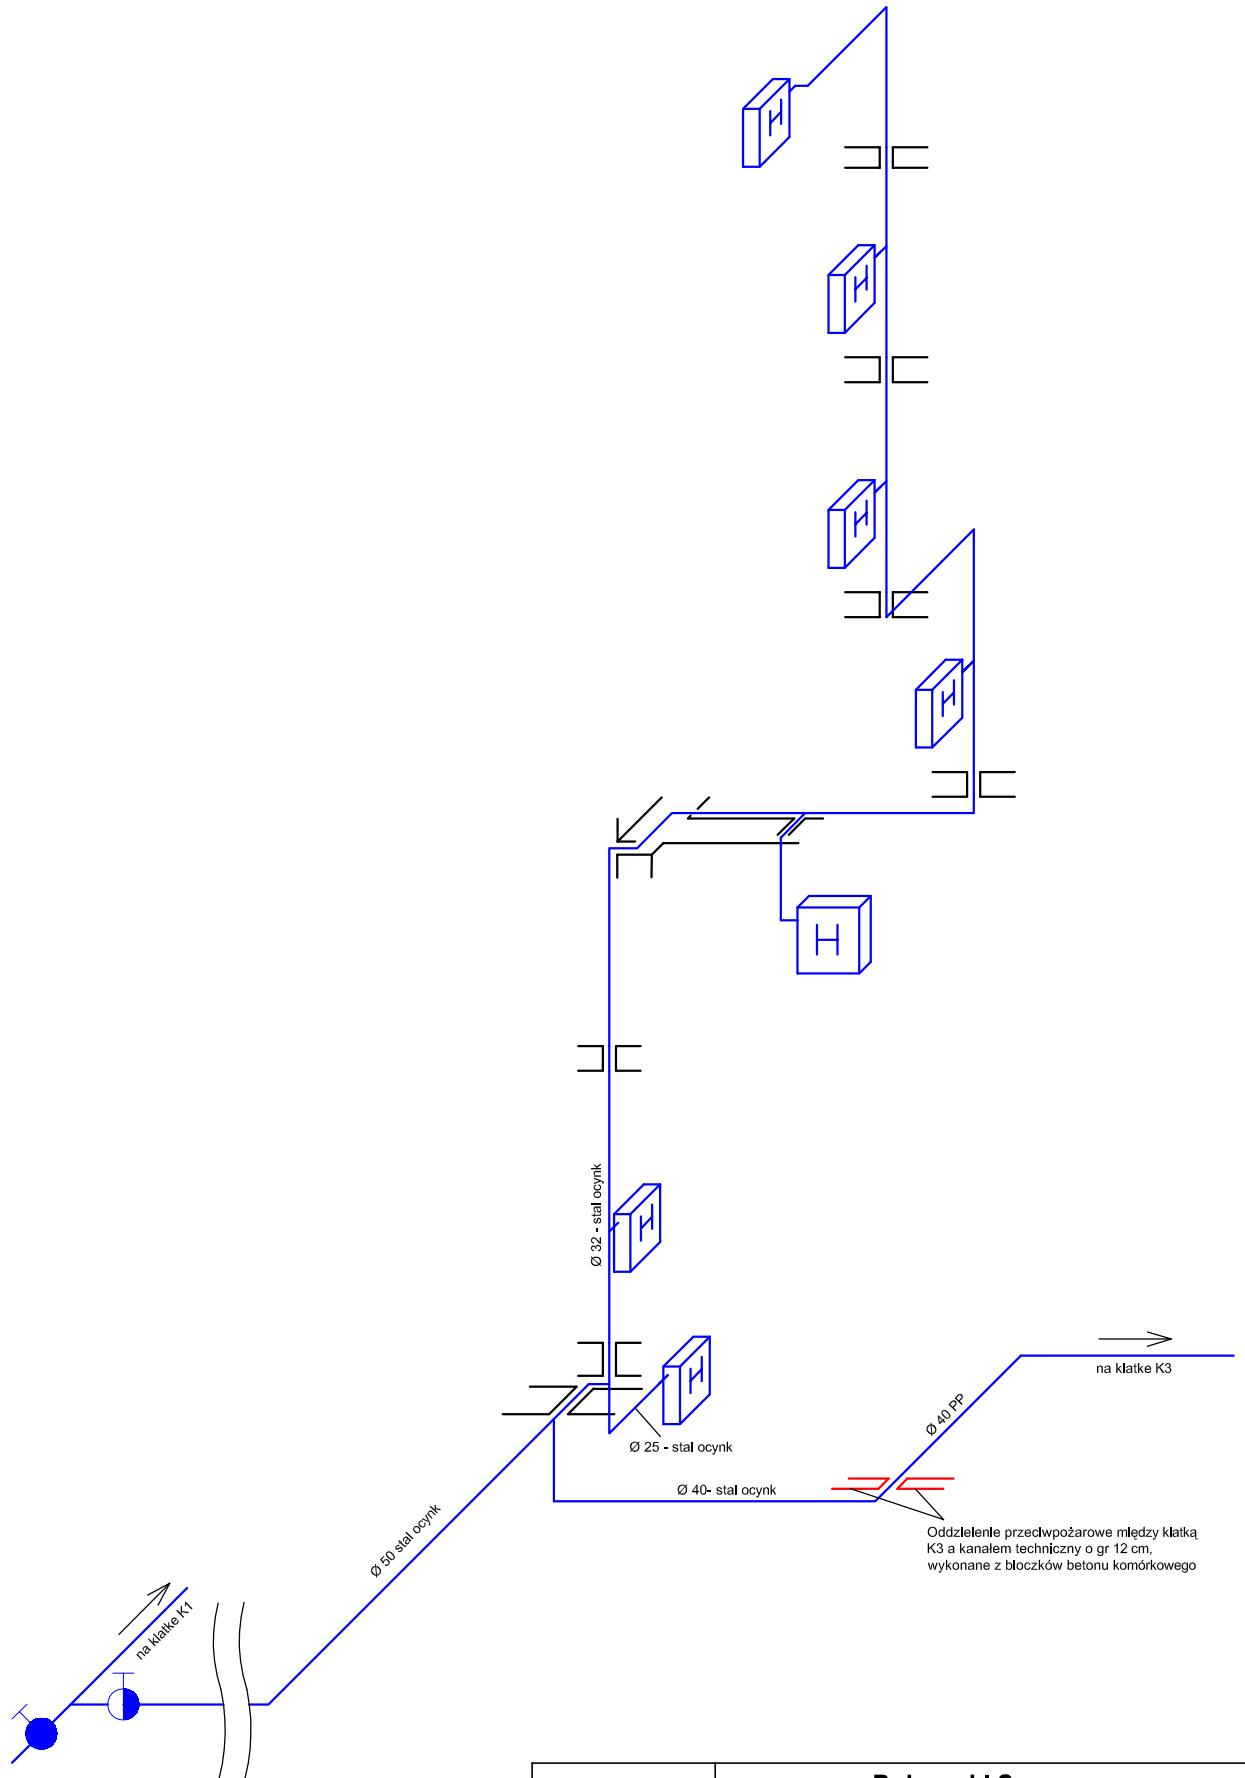 H
H
H
H
H
Ø 32 - stal ocynk
H
H
na klatke K3
Ø 40 PP
Ø 25 - stal ocynk
Ø 40- stal ocynk
Oddzielenie przeciwpożarowe między klatką
K3 a kanałem techniczny o gr 12 cm,
wykonane z bloczków betonu komórkowego
Ø 50 stal ocynk
na klatke K1